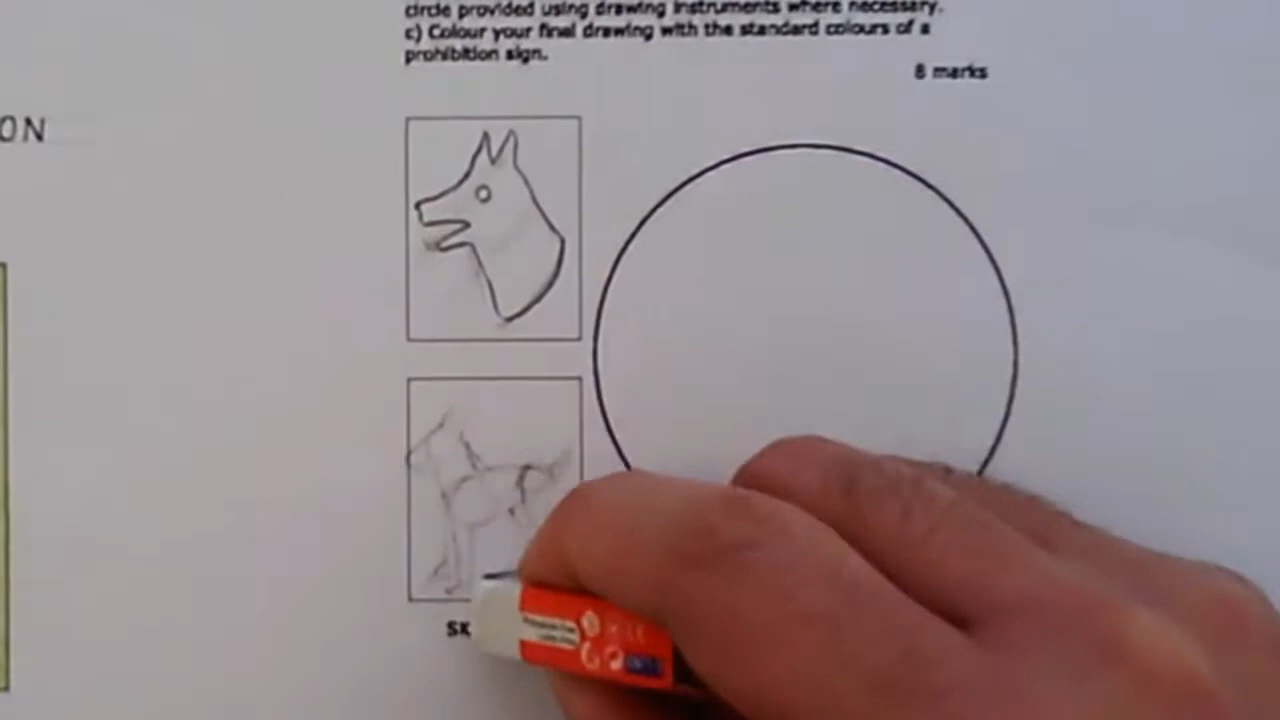 circle provided using drawing instruments where necessary.
c) Colour your final drawing with the standard colours of a
prohibition sign.
8 marks
ON
SK